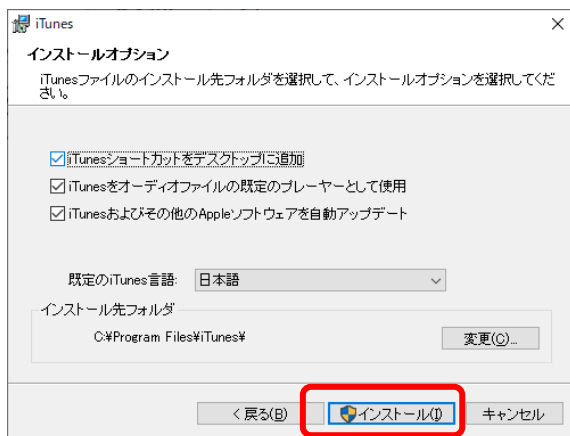 iTunes
インストールオプション
iTunesファイルのインストール先フォルダを選択して、インストールオプションを選択してくだ
さい。
iTunesショートカットをデスクトップに追加
iTunesをオーディオファイルの既定のプレーヤーとして使用
iTunesおよびその他のAppleソフトウェアを自動アップデート
既定のiTunes言語: 日本語
インストール先フォルダ
C:¥Program Files¥iTunes¥ 変更(C)...
< 戻る(B) インストール(I) キャンセル